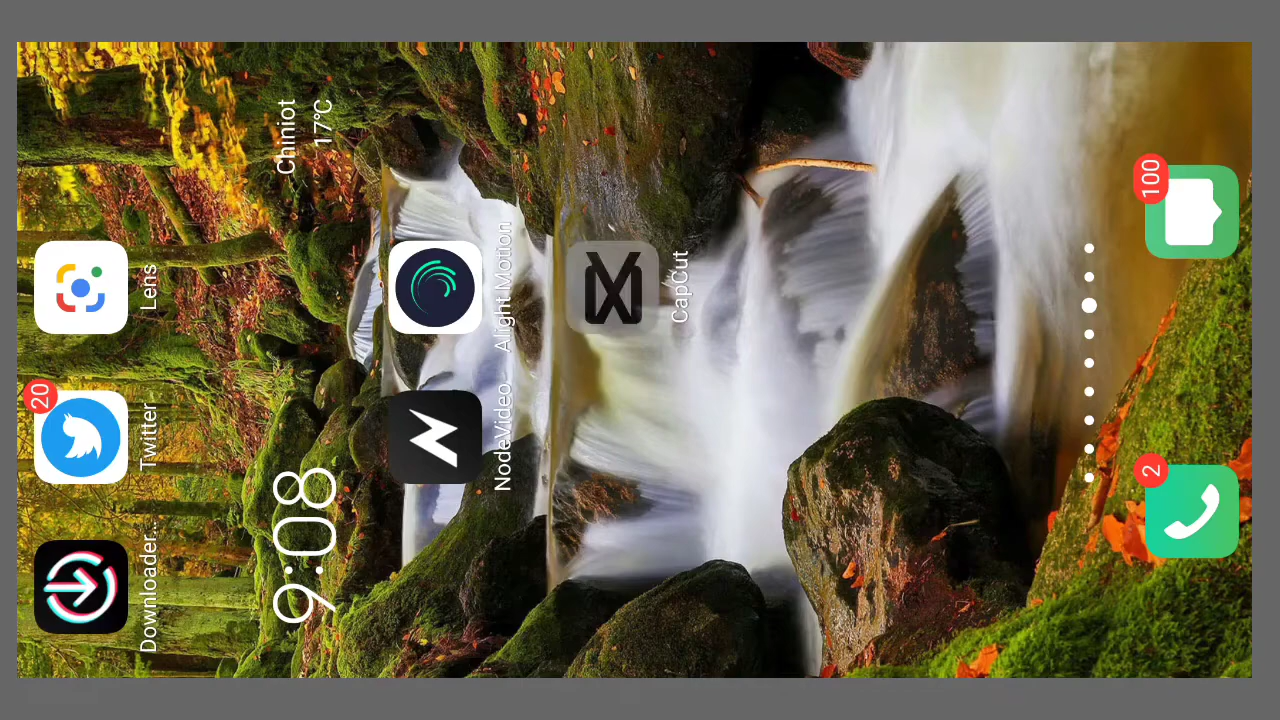 20
Downloader... Twitter Lens
9:08 Chiniot
17°C
NodeVideo Alight Motion
CapCut
2 100